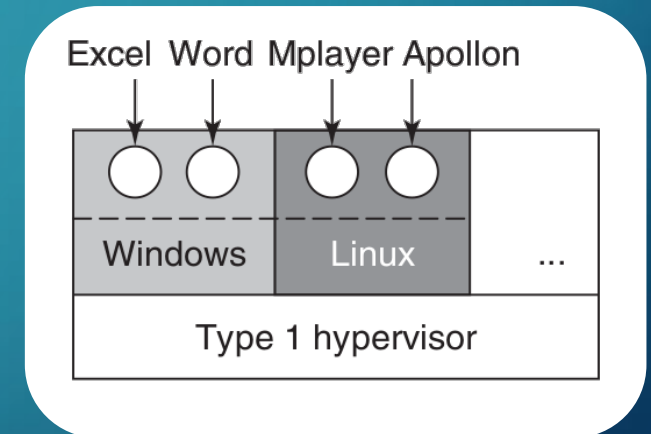 Excel Word Mplayer Apollon
Windows Linux ...
Type 1 hypervisor